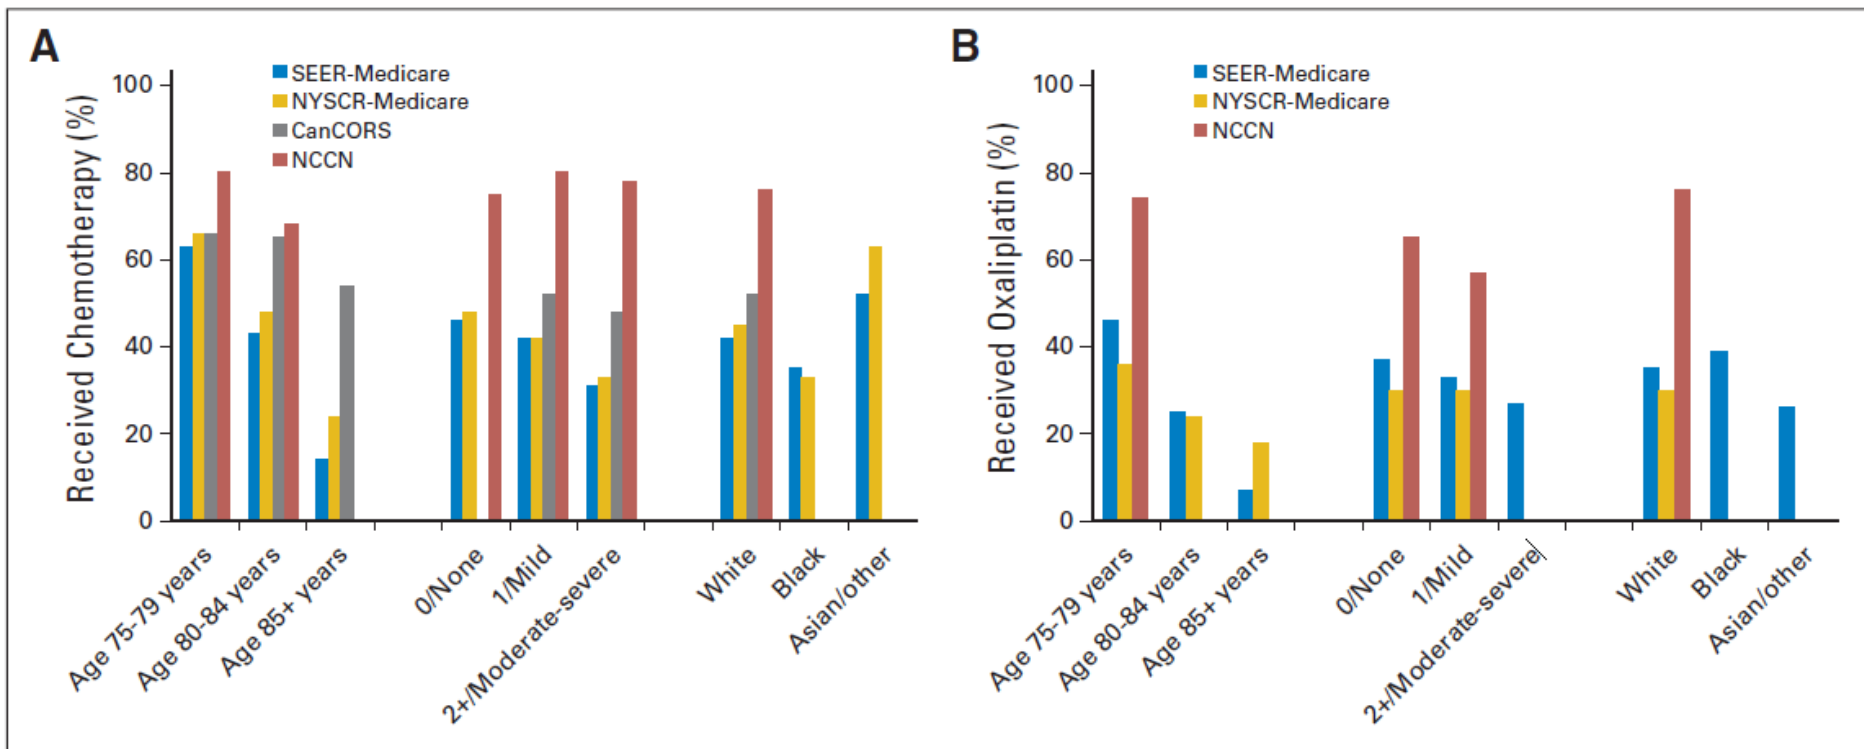 A
SEER-Medicare
NYSCR-Medicare
CanCORS
NCCN
Received Chemotherapy (%)
100
80
60
40
20
0
Age 75-79 years
Age 80-84 years
Age 85+ years
0/None
1/Mild
2+/Moderate-severe
White
Black
Asian/other
B
SEER-Medicare
NYSCR-Medicare
NCCN
Received Oxaliplatin (%)
100
80
60
40
20
0
Age 75-79 years
Age 80-84 years
Age 85+ years
0/None
1/Mild
2+/Moderate-severe
White
Black
Asian/other